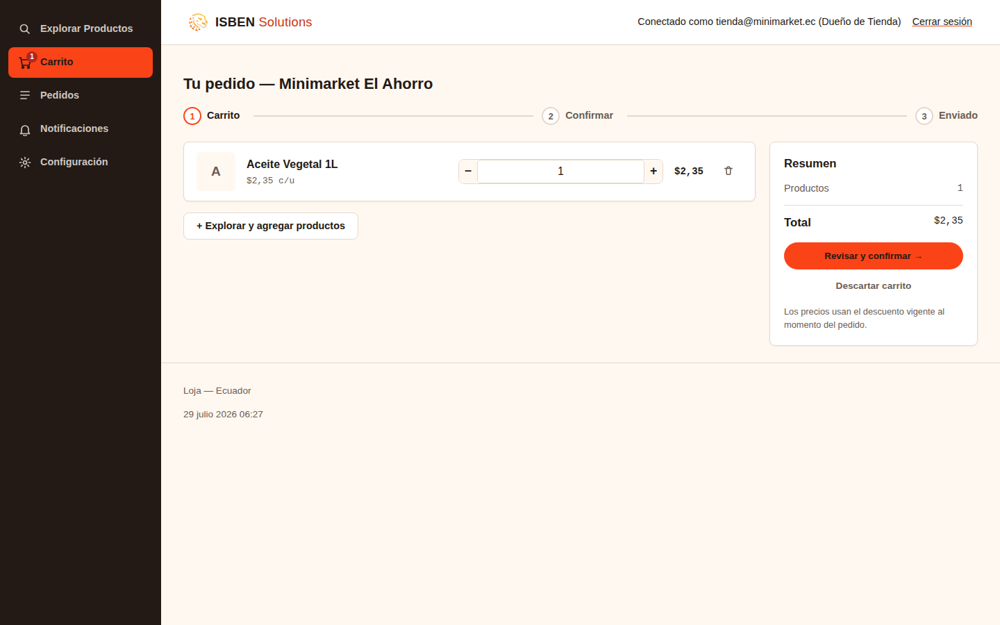 Explorar Productos
1
Carrito
Pedidos
Notificaciones
Configuración
ISBEN Solutions
Conectado como tienda@minimarket.ec (Dueño de Tienda) Cerrar sesión
Tu pedido — Minimarket El Ahorro
1 Carrito
2 Confirmar
3 Enviado
A
Aceite Vegetal 1L
$2,35 c/u
− 1 + $2,35
+ Explorar y agregar productos
Resumen
Productos 1
Total $2,35
Revisar y confirmar →
Descartar carrito
Los precios usan el descuento vigente al
momento del pedido.
Loja — Ecuador
29 julio 2026 06:27